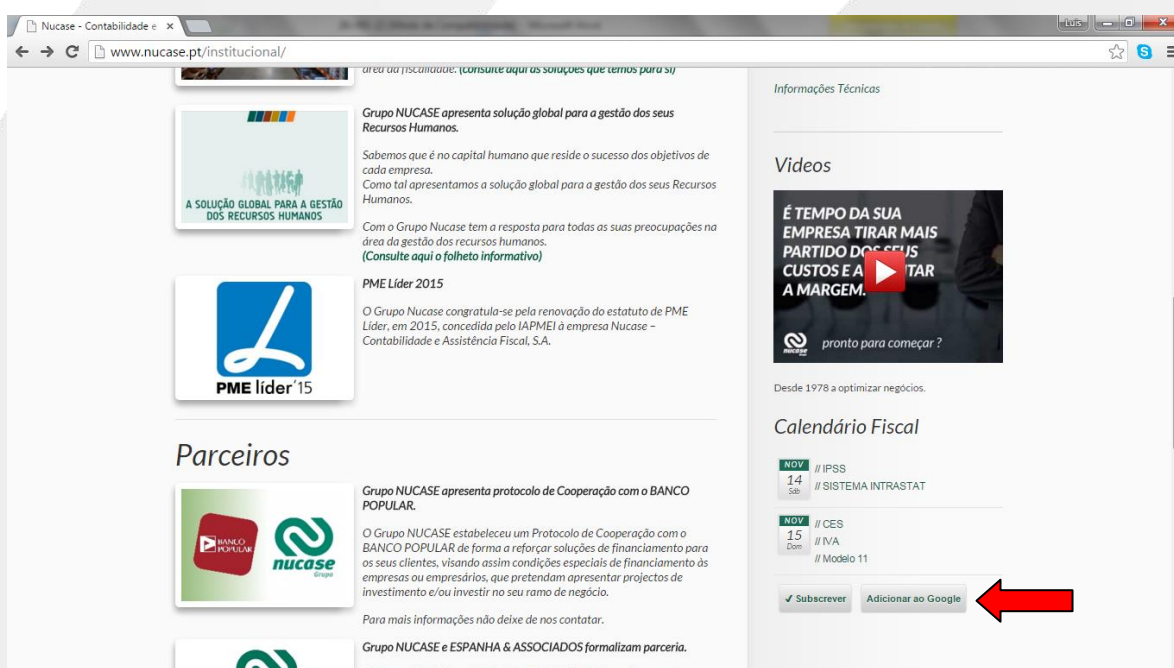 Nucase - Contabilidade e
Luís
www.nucase.pt/institucional/
área da fiscalidade. (consulte aqui as soluções que temos para si)
A SOLUÇÃO GLOBAL PARA A GESTÃO
DOS RECURSOS HUMANOS
Grupo NUCASE apresenta solução global para a gestão dos seus
Recursos Humanos.
Sabemos que é no capital humano que reside o sucesso dos objetivos de
cada empresa.
Como tal apresentamos a solução global para a gestão dos seus Recursos
Humanos.
Com o Grupo Nucase tem a resposta para todas as suas preocupações na
área da gestão dos recursos humanos.
(Consulte aqui o folheto informativo)
PME líder'15
PME Líder 2015
O Grupo Nucase congratula-se pela renovação do estatuto de PME
Líder, em 2015, concedida pelo IAPMEI à empresa Nucase –
Contabilidade e Assistência Fiscal, S.A.
Parceiros
BANCO
POPULAR
nucase
Grupo
Grupo NUCASE apresenta protocolo de Cooperação com o BANCO
POPULAR.
O Grupo NUCASE estabeleceu um Protocolo de Cooperação com o
BANCO POPULAR de forma a reforçar soluções de financiamento para
os seus clientes, visando assim condições especiais de financiamento às
empresas ou empresários, que pretendam apresentar projectos de
investimento e/ou investir no seu ramo de negócio.
Para mais informações não deixe de nos contatar.
Grupo NUCASE e ESPANHA & ASSOCIADOS formalizam parceria.
Informações Técnicas
Videos
É TEMPO DA SUA
EMPRESA TIRAR MAIS
PARTIDO DOS SEUS
CUSTOS E A
A MARGEM.
nucase
pronto para começar ?
Desde 1978 a optimizar negócios.
Calendário Fiscal
NOV
14
Sáb
// IPSS
// SISTEMA INTRASTAT
NOV
15
Dom
// CES
// IVA
// Modelo 11
✓ Subscrever
Adicionar ao Google